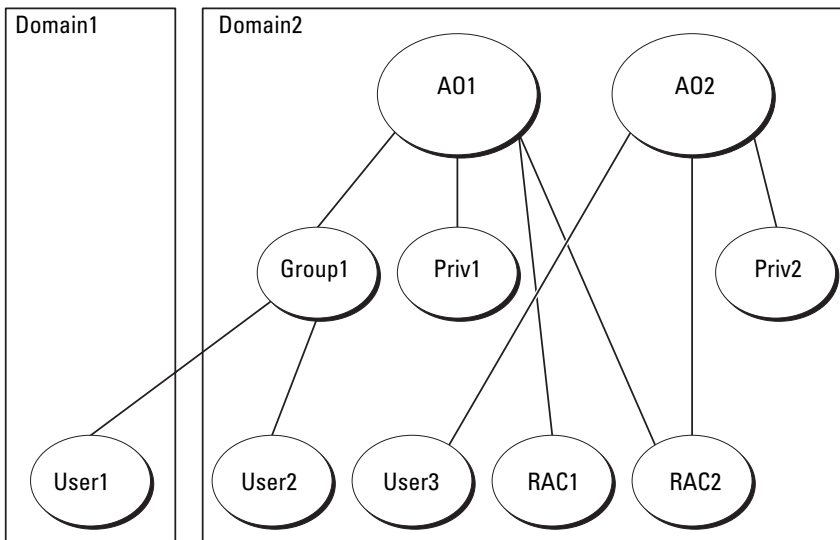 Domain1
Domain2
AO1
AO2
Group1
Priv1
Priv2
User1
User2
User3
RAC1
RAC2